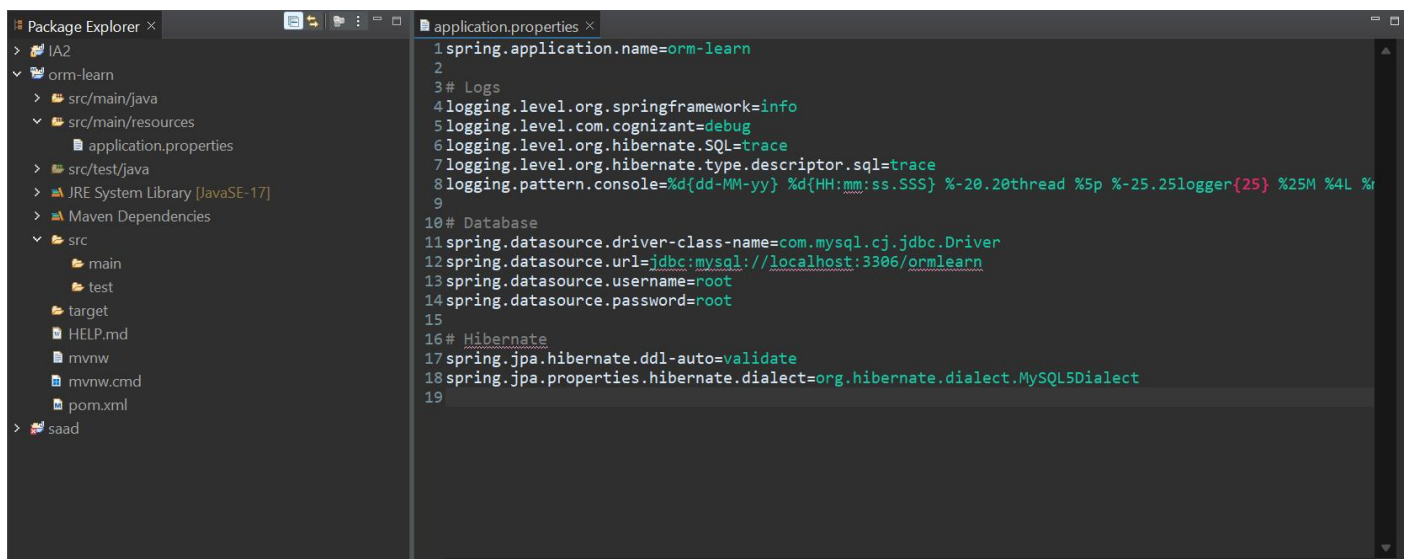 Package Explorer
IA2
orm-learn
src/main/java
src/main/resources
application.properties
src/test/java
JRE System Library [JavaSE-17]
Maven Dependencies
src
main
test
target
HELP.md
mvnw
mvnw.cmd
pom.xml
saad
application.properties
1 spring.application.name=orm-learn
2
3 # Logs
4 logging.level.org.springframework=info
5 logging.level.com.cognizant=debug
6 logging.level.org.hibernate.SQL=trace
7 logging.level.org.hibernate.type.descriptor.sql=trace
8 logging.pattern.console=%d{dd-MM-yy} %d{HH:mm:ss.SSS} %-20.20thread %5p %-25.25logger{25} %25M %4L
9
10 # Database
11 spring.datasource.driver-class-name=com.mysql.cj.jdbc.Driver
12 spring.datasource.url=jdbc:mysql://localhost:3306/ormlearn
13 spring.datasource.username=root
14 spring.datasource.password=root
15
16 # Hibernate
17 spring.jpa.hibernate.ddl-auto=validate
18 spring.jpa.properties.hibernate.dialect=org.hibernate.dialect.MySQL5Dialect
19